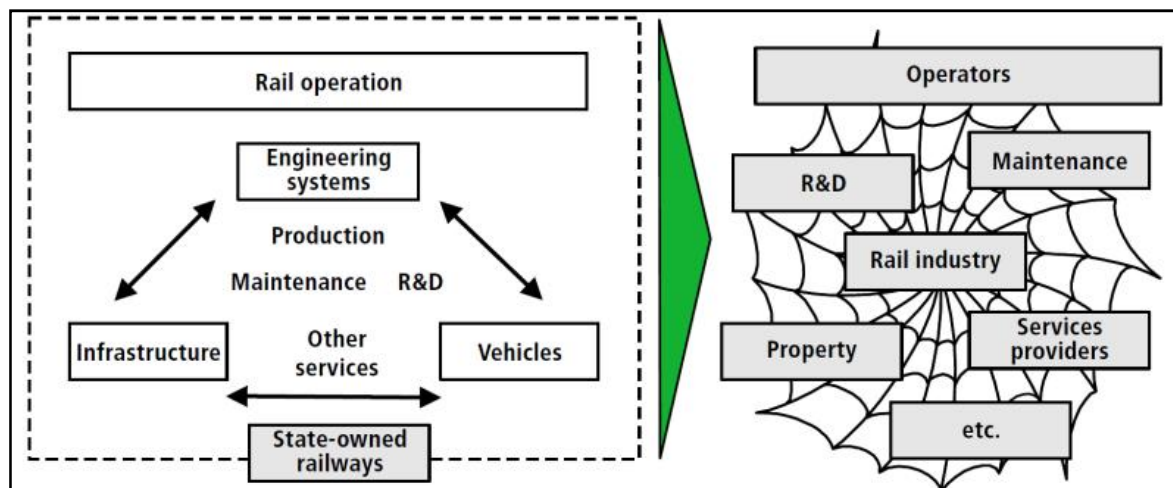 Rail operation
Engineering
systems
Production
Maintenance R&D
Infrastructure
Other
services
Vehicles
State-owned
railways
Operators
Maintenance
R&D
Rail industry
Services
providers
Property
etc.